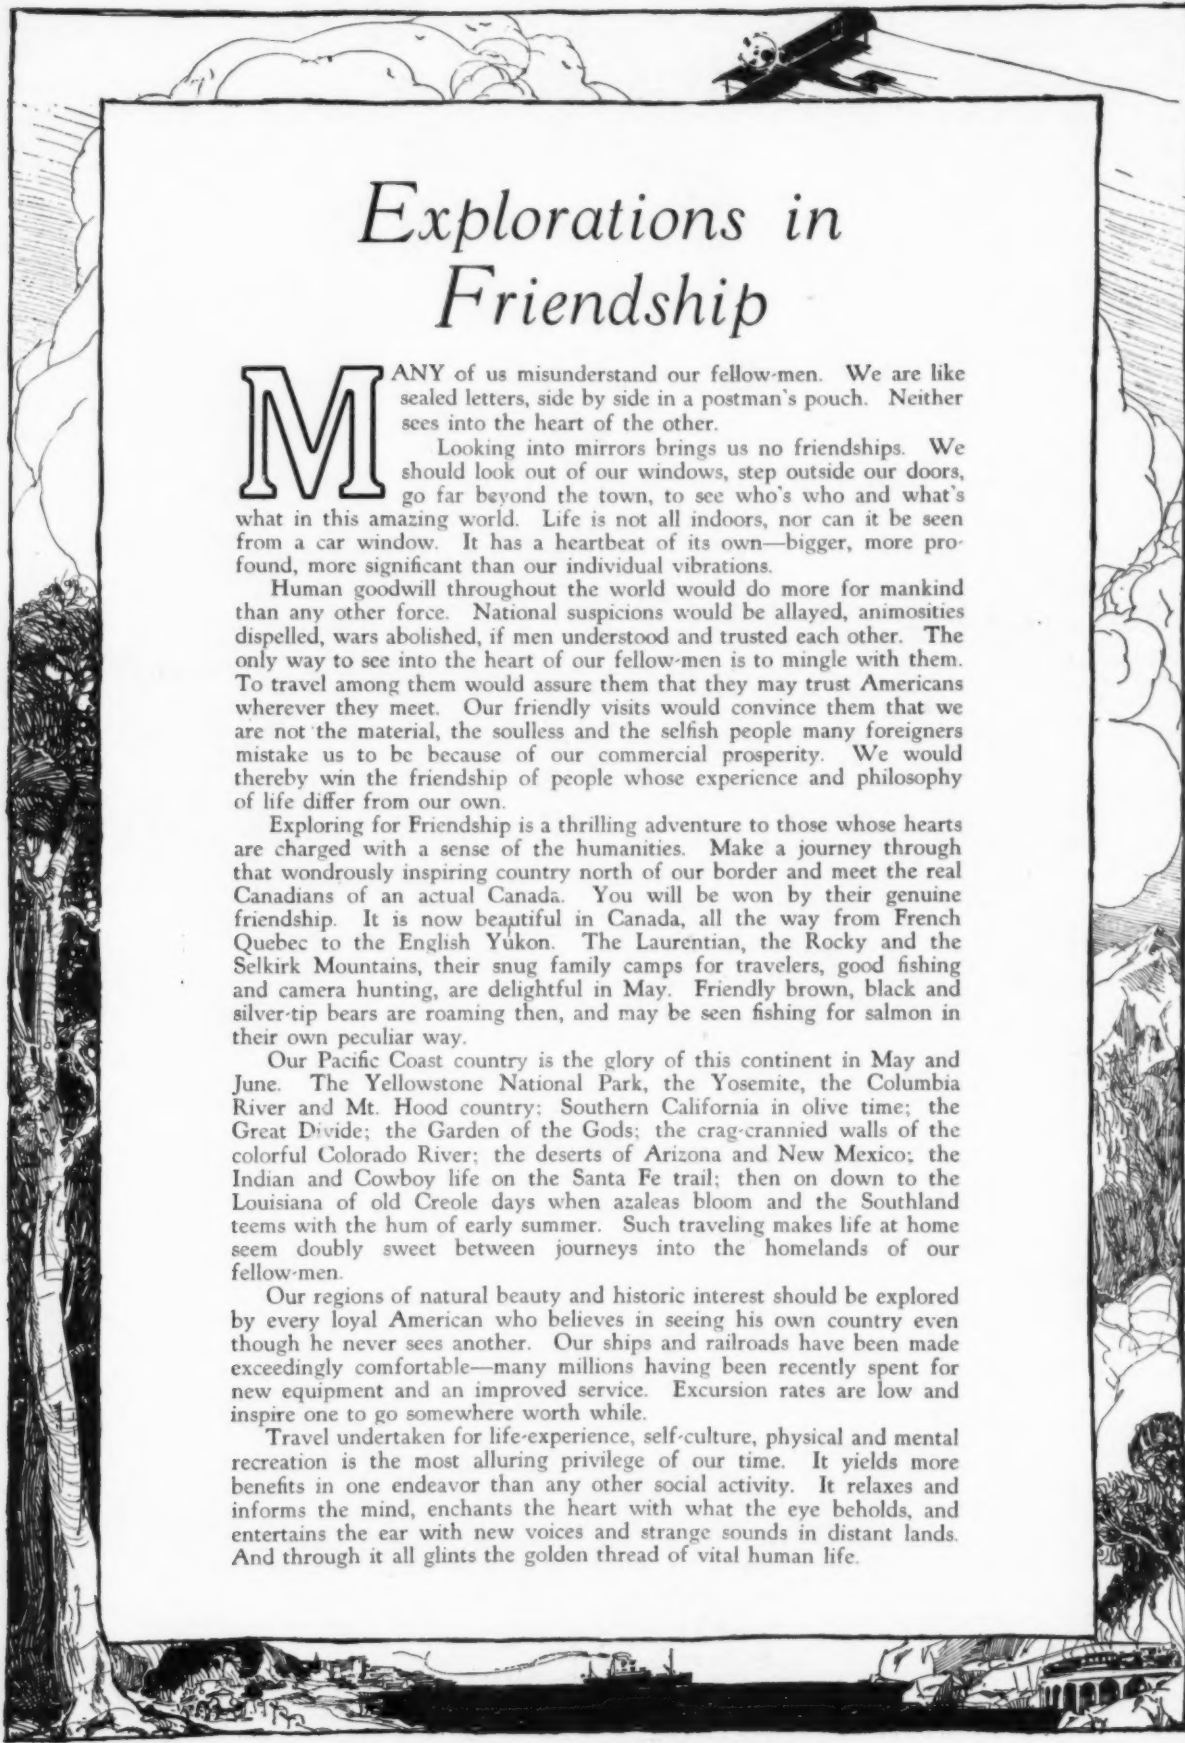 Explorations in
Friendship
MANY of us misunderstand our fellow-men. We are like
sealed letters, side by side in a postman's pouch. Neither
sees into the heart of the other.
Looking into mirrors brings us no friendships. We
should look out of our windows, step outside our doors,
go far beyond the town, to see who's who and what's
what in this amazing world. Life is not all indoors, nor can it be seen
from a car window. It has a heartbeat of its own—bigger, more pro-
found, more significant than our individual vibrations.
Human goodwill throughout the world would do more for mankind
than any other force. National suspicions would be allayed, animosities
dispelled, wars abolished, if men understood and trusted each other. The
only way to see into the heart of our fellow-men is to mingle with them.
To travel among them would assure them that they may trust Americans
wherever they meet. Our friendly visits would convince them that we
are not the material, the soulless and the selfish people many foreigners
mistake us to be because of our commercial prosperity. We would
thereby win the friendship of people whose experience and philosophy
of life differ from our own.
Exploring for Friendship is a thrilling adventure to those whose hearts
are charged with a sense of the humanities. Make a journey through
that wondrously inspiring country north of our border and meet the real
Canadians of an actual Canada. You will be won by their genuine
friendship. It is now beautiful in Canada, all the way from French
Quebec to the English Yukon. The Laurentian, the Rocky and the
Selkirk Mountains, their snug family camps for travelers, good fishing
and camera hunting, are delightful in May. Friendly brown, black and
silver-tip bears are roaming then, and may be seen fishing for salmon in
their own peculiar way.
Our Pacific Coast country is the glory of this continent in May and
June. The Yellowstone National Park, the Yosemite, the Columbia
River and Mt. Hood country; Southern California in olive time; the
Great Divide; the Garden of the Gods; the crag-crannied walls of the
colorful Colorado River; the deserts of Arizona and New Mexico; the
Indian and Cowboy life on the Santa Fe trail; then on down to the
Louisiana of old Creole days when azaleas bloom and the Southland
teems with the hum of early summer. Such traveling makes life at home
seem doubly sweet between journeys into the homelands of our
fellow-men.
Our regions of natural beauty and historic interest should be explored
by every loyal American who believes in seeing his own country even
though he never sees another. Our ships and railroads have been made
exceedingly comfortable—many millions having been recently spent for
new equipment and an improved service. Excursion rates are low and
inspire one to go somewhere worth while.
Travel undertaken for life-experience, self-culture, physical and mental
recreation is the most alluring privilege of our time. It yields more
benefits in one endeavor than any other social activity. It relaxes and
informs the mind, enchants the heart with what the eye beholds, and
entertains the ear with new voices and strange sounds in distant lands.
And through it all glints the golden thread of vital human life.